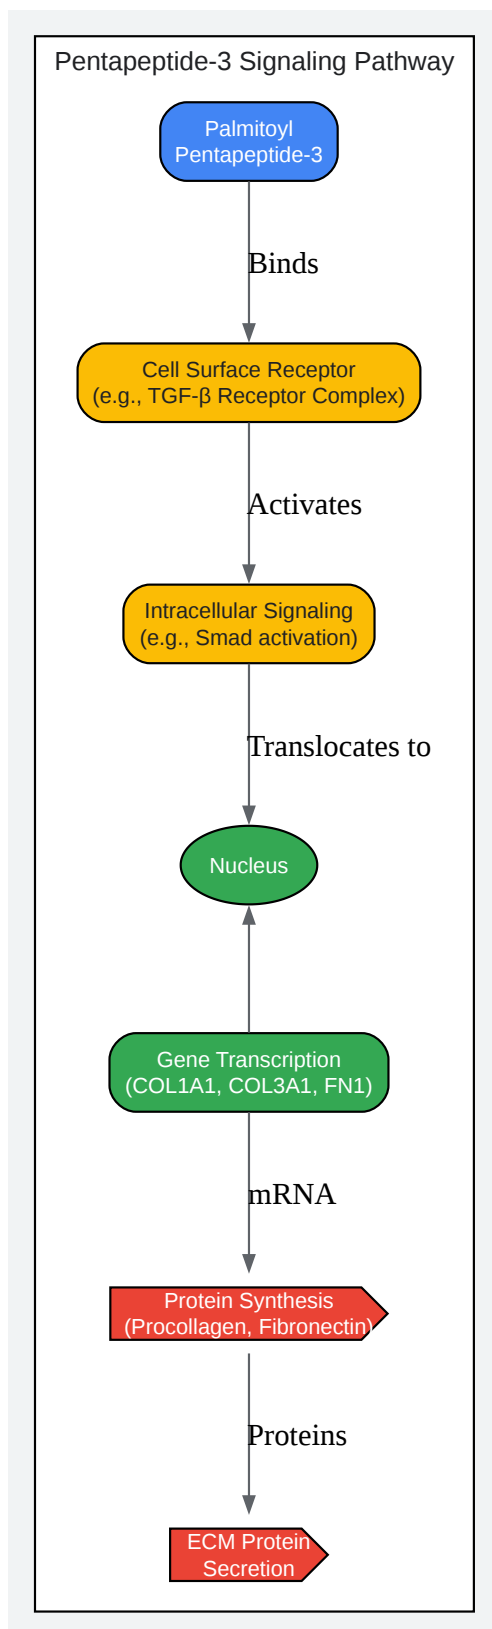 Pentapeptide-3 Signaling Pathway
Palmitoyl
Pentapeptide-3
Binds
Cell Surface Receptor
(e.g., TGF-β Receptor Complex)
Activates
Intracellular Signaling
(e.g., Smad activation)
Translocates to
Nucleus
Gene Transcription
(COL1A1, COL3A1, FN1)
mRNA
Protein Synthesis
(Procollagen, Fibronectin)
Proteins
ECM Protein
Secretion